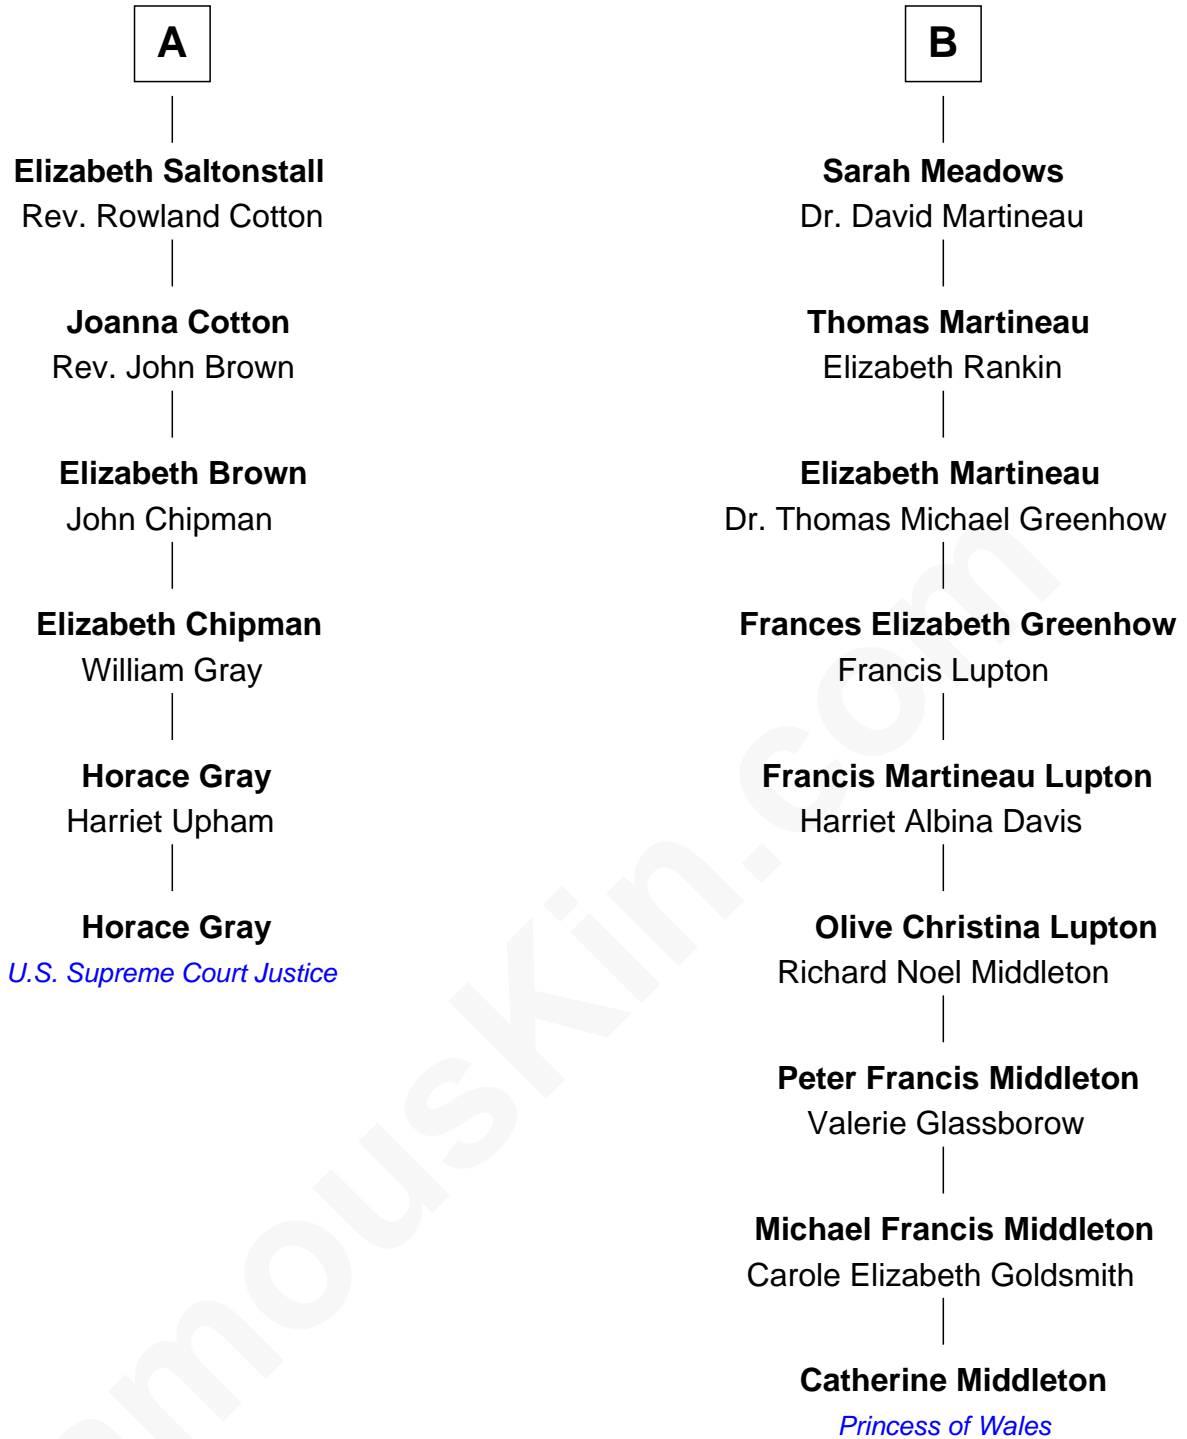 A
Elizabeth Saltonstall
Rev. Rowland Cotton
Joanna Cotton
Rev. John Brown
Elizabeth Brown
John Chipman
Elizabeth Chipman
William Gray
Horace Gray
Harriet Upham
Horace Gray
U.S. Supreme Court Justice
B
Sarah Meadows
Dr. David Martineau
Thomas Martineau
Elizabeth Rankin
Elizabeth Martineau
Dr. Thomas Michael Greenhow
Frances Elizabeth Greenhow
Francis Lupton
Francis Martineau Lupton
Harriet Albina Davis
Olive Christina Lupton
Richard Noel Middleton
Peter Francis Middleton
Valerie Glassborow
Michael Francis Middleton
Carole Elizabeth Goldsmith
Catherine Middleton
Princess of Wales
amouskin.com